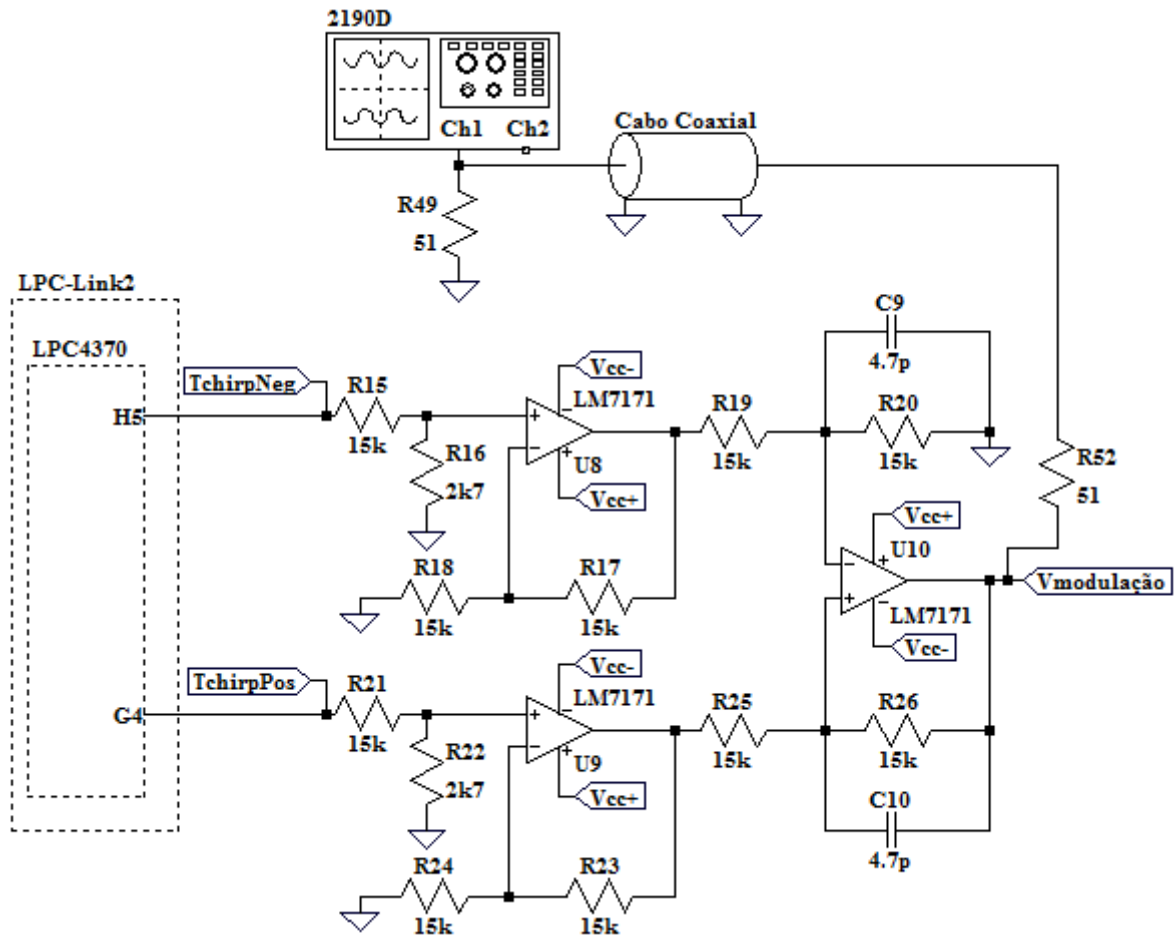 2190D
Ch1 Ch2
Cabo Coaxial
R49
51
LPC-Link2
LPC4370
C9
4.7p
TchirpNeg
R15
15k
H5
Vcc-
LM7171
+
-
-
+
U8
Vcc+
R16
2k7
R19
15k
R20
15k
R52
51
R18
15k
R17
15k
Vcc+
U10
+
-
+
-
LM7171
Vcc-
Vmodulação
TchirpPos
R21
15k
G4
Vcc-
LM7171
+
-
-
+
U9
Vcc+
R22
2k7
R25
15k
R26
15k
C10
4.7p
R24
15k
R23
15k